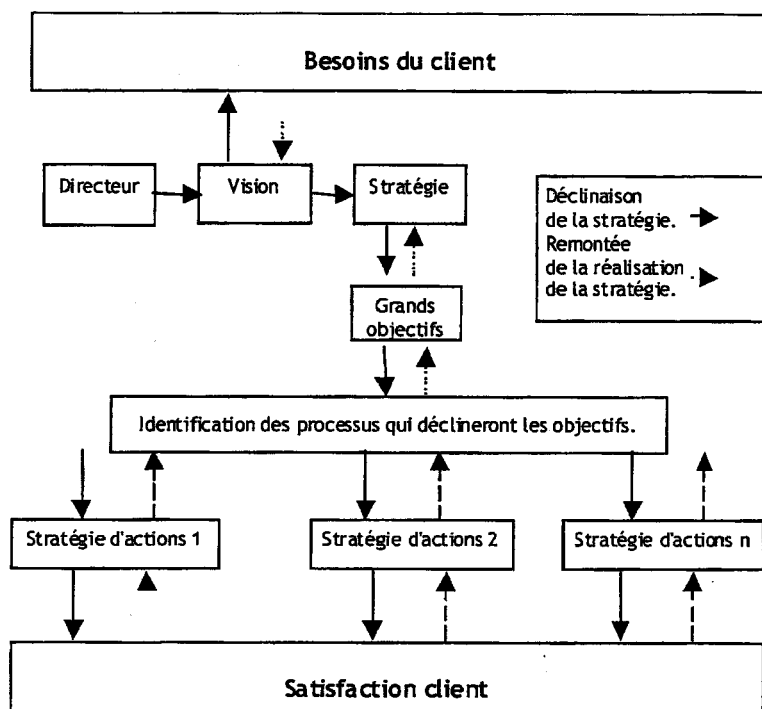 Besoins du client
Directeur
Vision
Stratégie
Déclinaison
de la stratégie.
Remontée
de la réalisation
de la stratégie.
Grands
objectifs
Identification des processus qui déclineront les objectifs.
Stratégie d'actions 1
Stratégie d'actions 2
Stratégie d'actions n
Satisfaction client